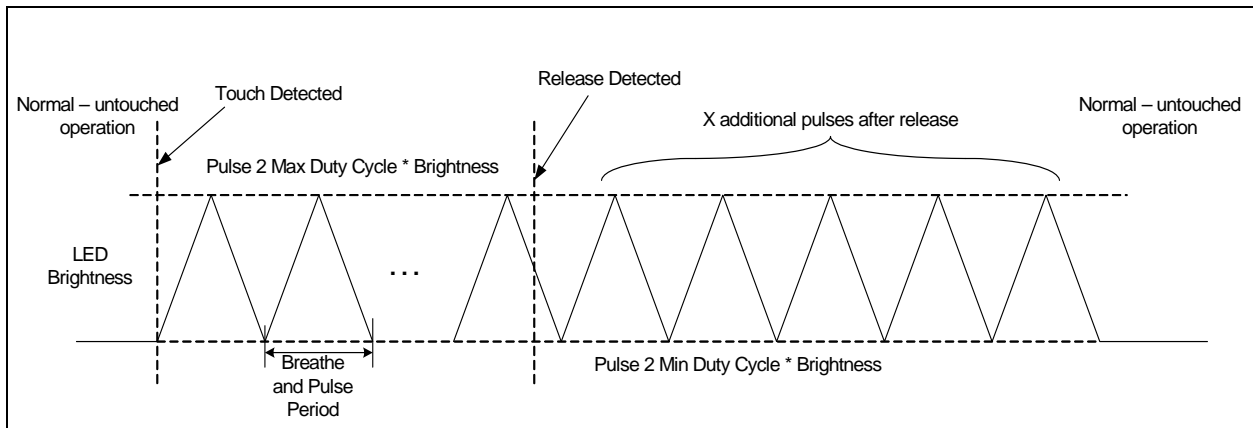 Normal – untouched
operation
Touch Detected
Release Detected
X additional pulses after release
Normal – untouched
operation
Pulse 2 Max Duty Cycle * Brightness
LED
Brightness
...
Breathe
and Pulse
Period
Pulse 2 Min Duty Cycle * Brightness